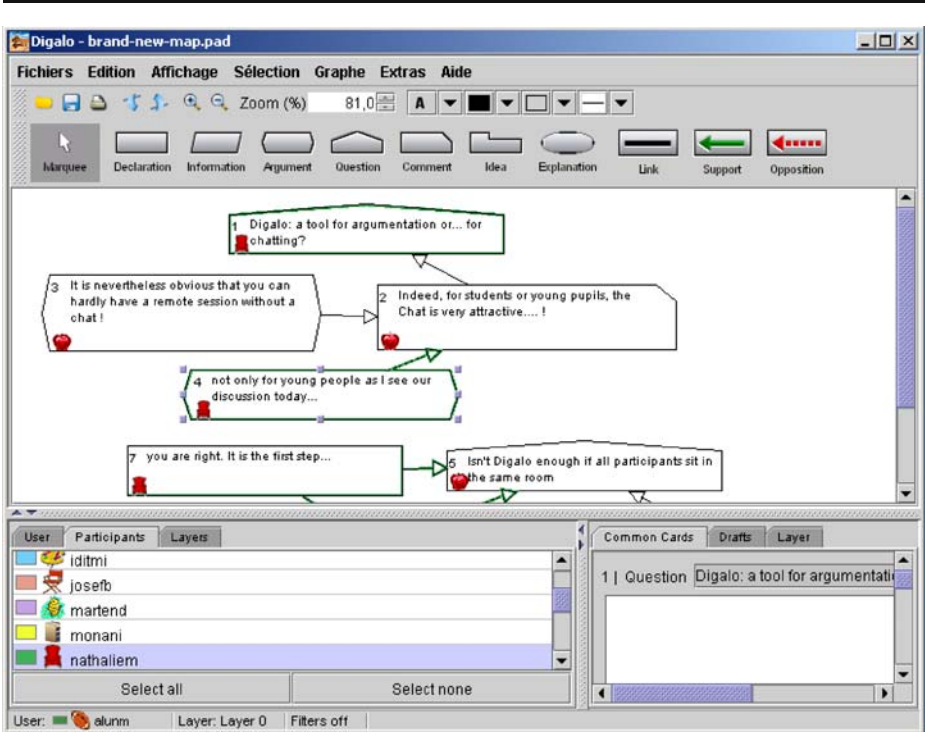 Digalo - brand-new-map.pad
Fichiers Edition Affichage Sélection Graphe Extras Aide
Zoom (%) 81,0 A
Marquee Declaration Information Argument Question Comment Idea Explanation Link Support Opposition
1 Digalo: a tool for argumentation or... for
chatting?
3 It is nevertheless obvious that you can
hardly have a remote session without a
chat !
2 Indeed, for students or young pupils, the
Chat is very attractive.... !
4 not only for young people as I see our
discussion today...
7 you are right. It is the first step...
5 Isn't Digalo enough if all participants sit in
the same room
User Participants Layers
iditmi
josefb
martend
monani
nathaliem
Select all Select none
Common Cards Drafts Layer
1 | Question Digalo: a tool for argumentati
User: alunm Layer: Layer 0 Filters off